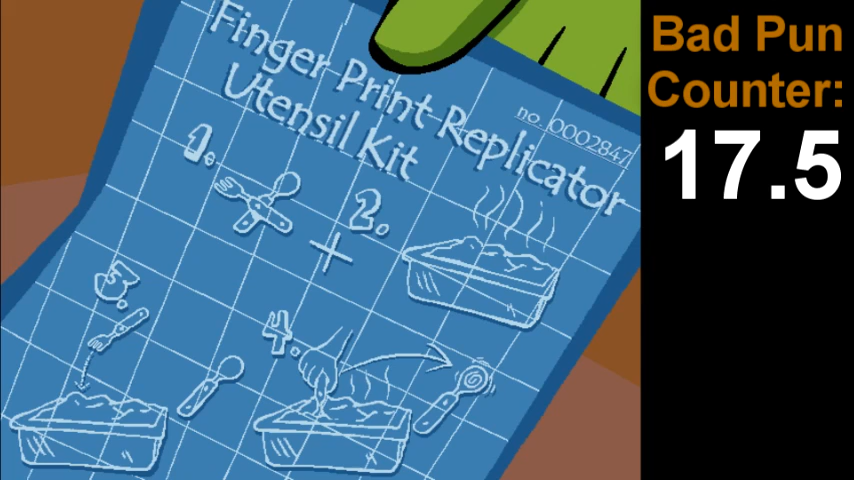 Finger Print Replicator
Utensil Kit
no. 0002847
1.
2.
+
3.
4.
Bad Pun
Counter:
17.5